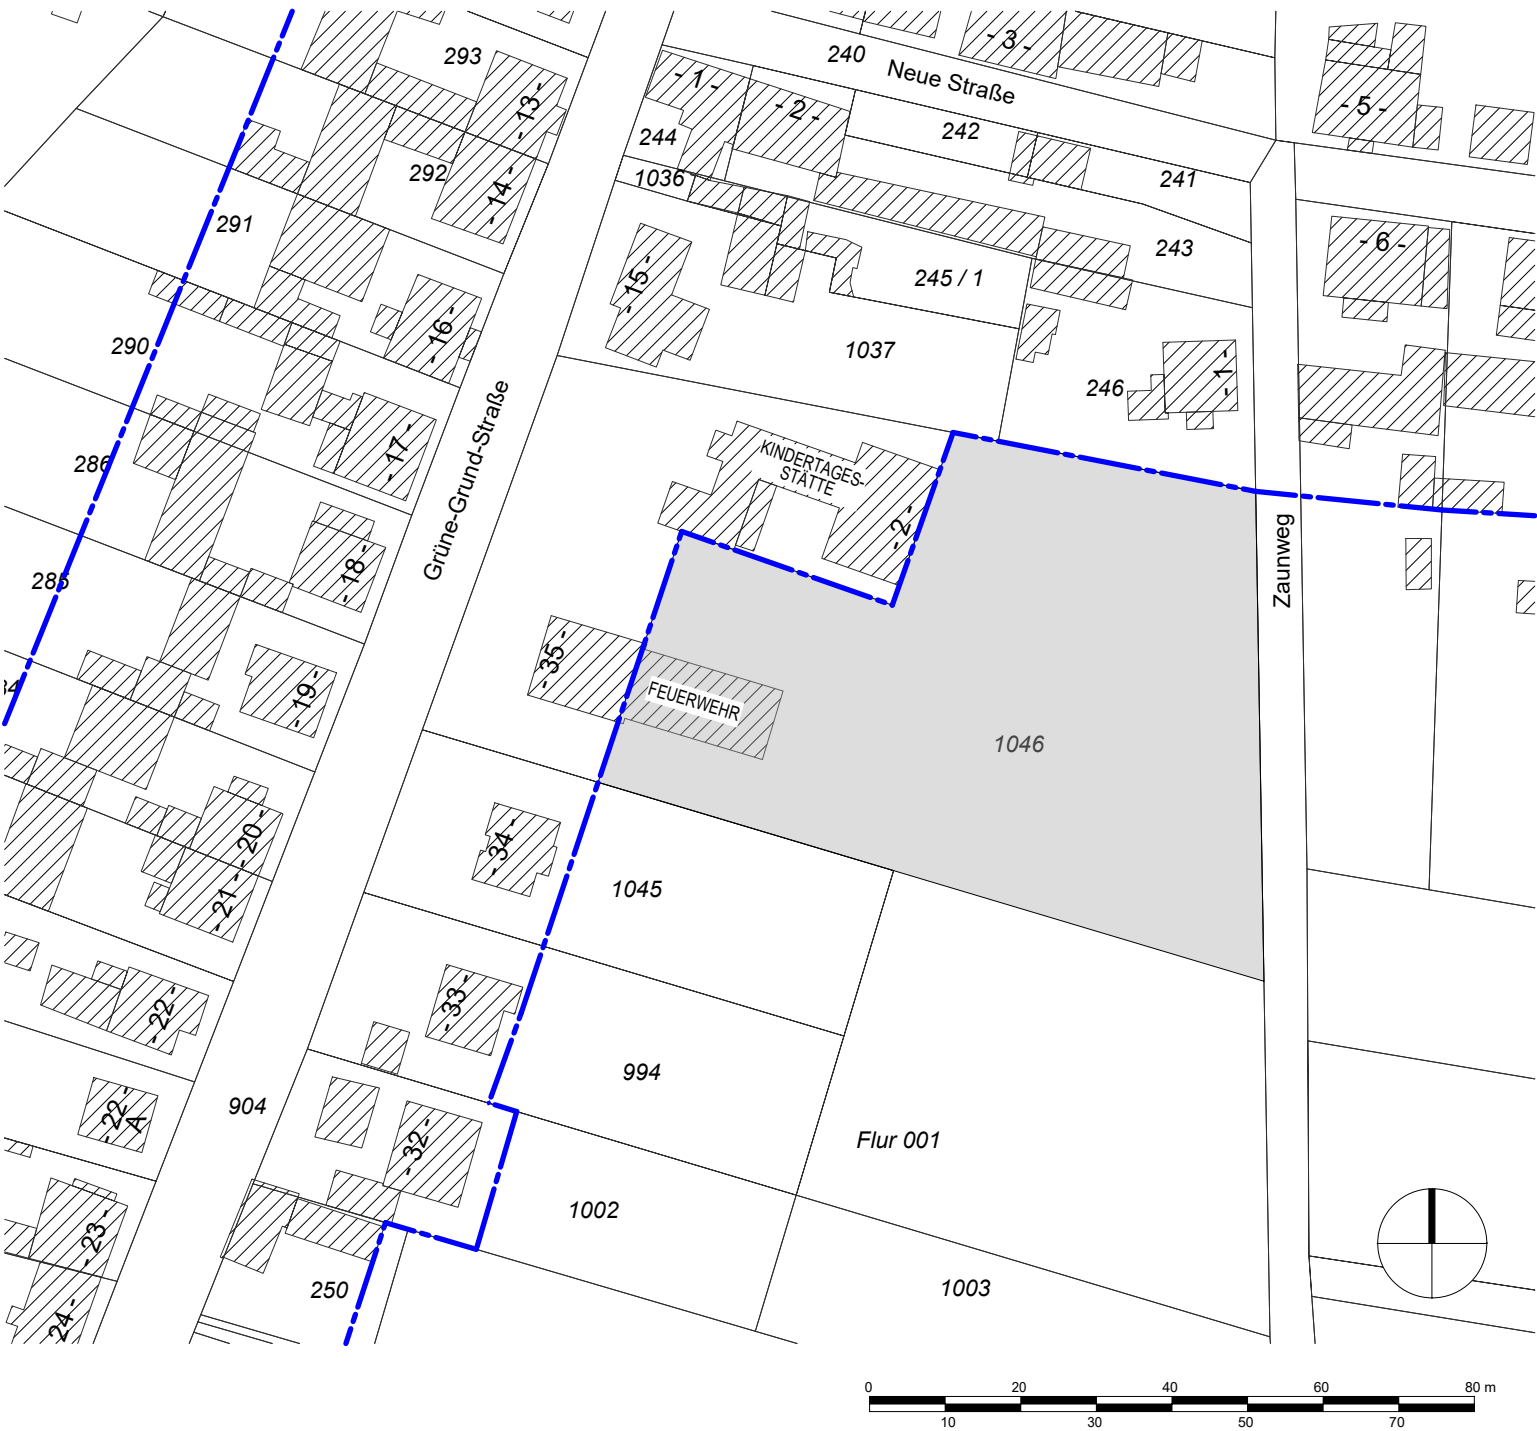 293
240
Neue Straße
- 3 -
- 1 -
- 2 -
- 13 -
- 5 -
244
242
292
- 14 -
1036
241
291
243
- 6 -
- 15 -
245 / 1
- 16 -
290
1037
246
- 1 -
Grüne-Grund-Straße
- 17 -
KINDERTAGES-
STÄTTE
286
- 2 -
- 18 -
Zaunweg
285
- 35 -
- 19 -
FEUERWEHR
1046
- 20 -
- 34 -
1045
- 21 -
- 33 -
- 22 -
994
904
- 22 -
A
- 32 -
Flur 001
1002
- 23 -
250
1003
- 24 -
0 20 40 60 80 m
10 30 50 70